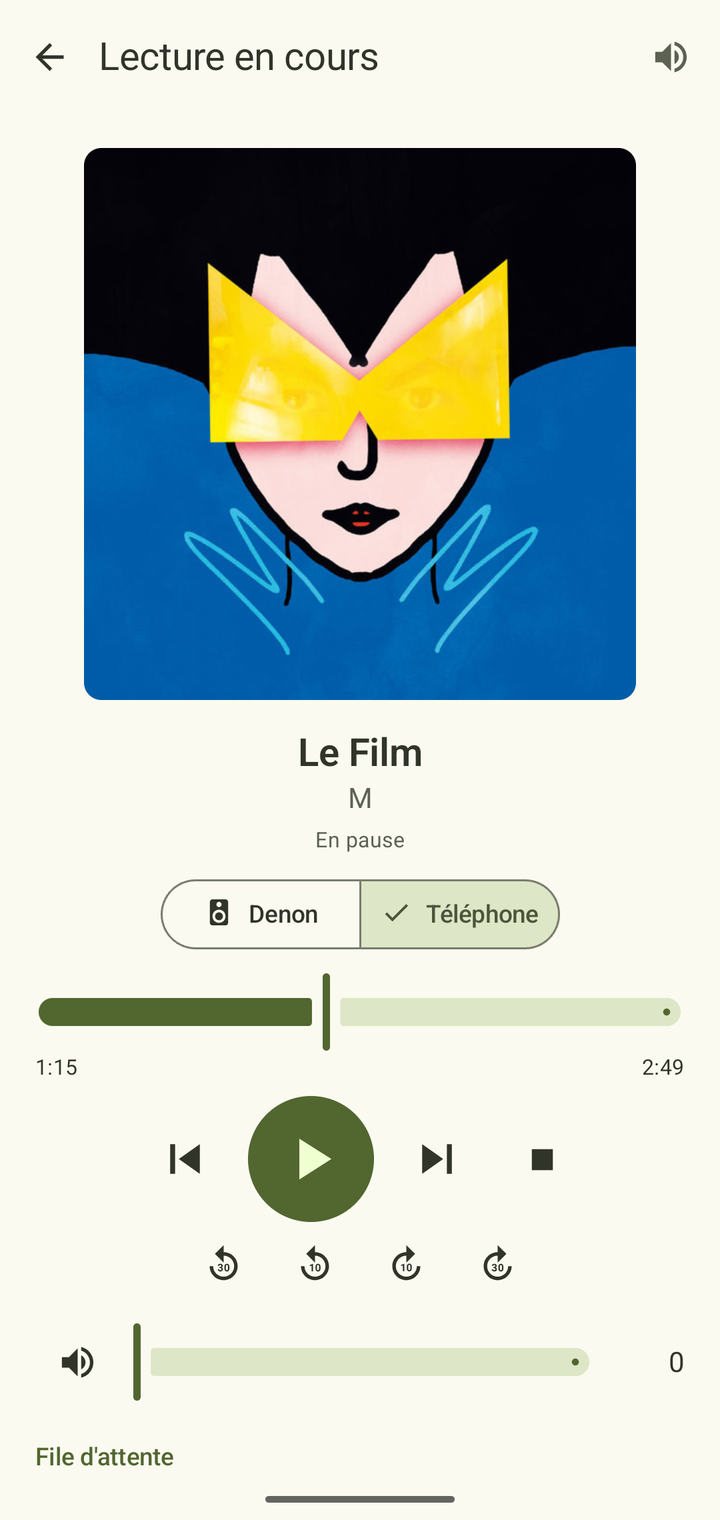 Lecture en cours
Le Film
M
En pause
Denon
Téléphone
1:15
2:49
30
10
10
30
0
File d'attente